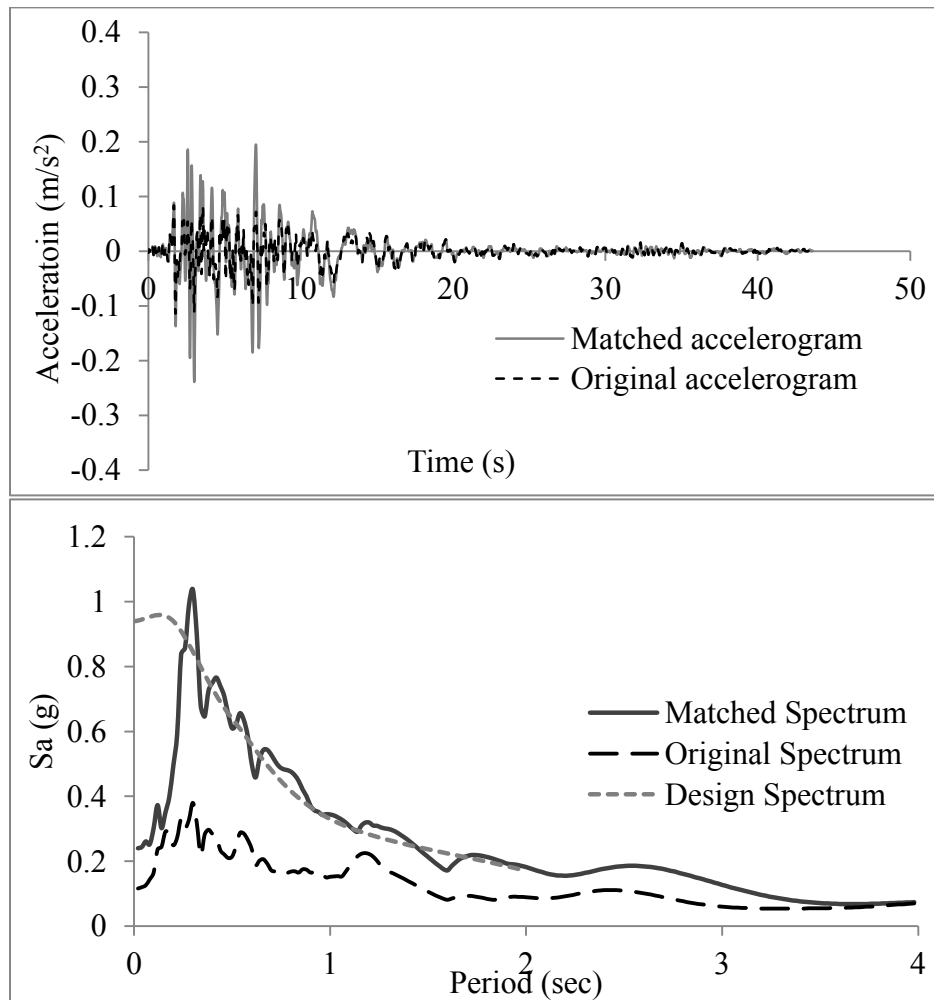 0.4
0.3
0.2
0.1
0
-0.1
-0.2
-0.3
-0.4
Acceleratoin (m/s²)
0 10 20 30 40 50
Matched accelerogram
Original accelerogram
Time (s)
1.2
1
0.8
0.6
0.4
0.2
0
Sa (g)
Matched Spectrum
Original Spectrum
Design Spectrum
0 1 2 3 4
Period (sec)